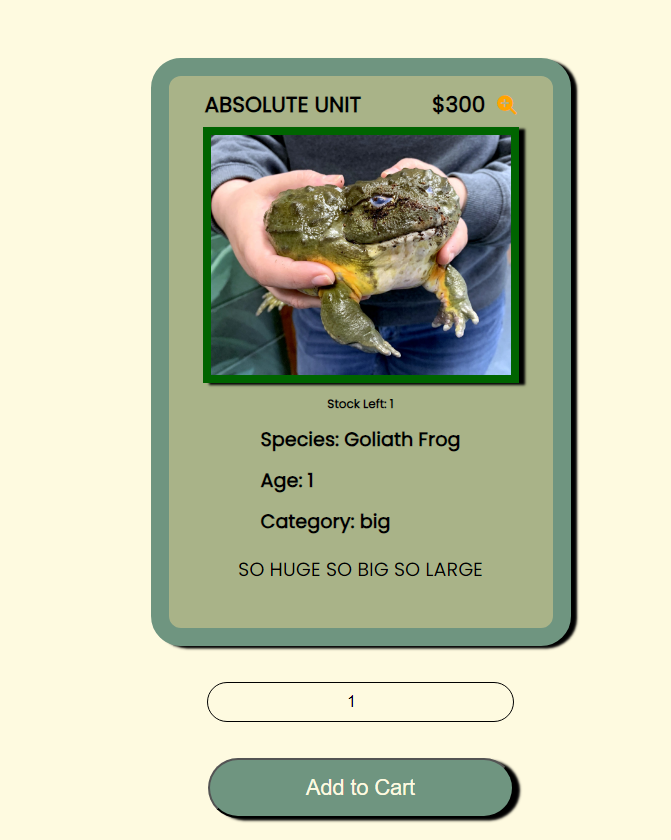 ABSOLUTE UNIT $300
Stock Left: 1
Species: Goliath Frog
Age: 1
Category: big
SO HUGE SO BIG SO LARGE
1
Add to Cart